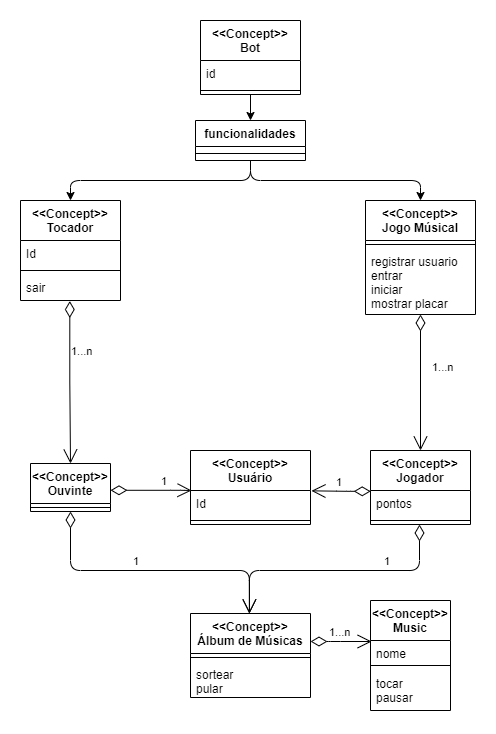 <<Concept>>
Bot
id
funcionalidades
<<Concept>>
Tocador
Id
sair
<<Concept>>
Jogo Músical
registrar usuario
entrar
iniciar
mostrar placar
1...n
1...n
<<Concept>>
Ouvinte
1
<<Concept>>
Usuário
Id
1
<<Concept>>
Jogador
pontos
1
1
<<Concept>>
Álbum de Músicas
sortear
pular
1...n
<<Concept>>
Music
nome
tocar
pausar